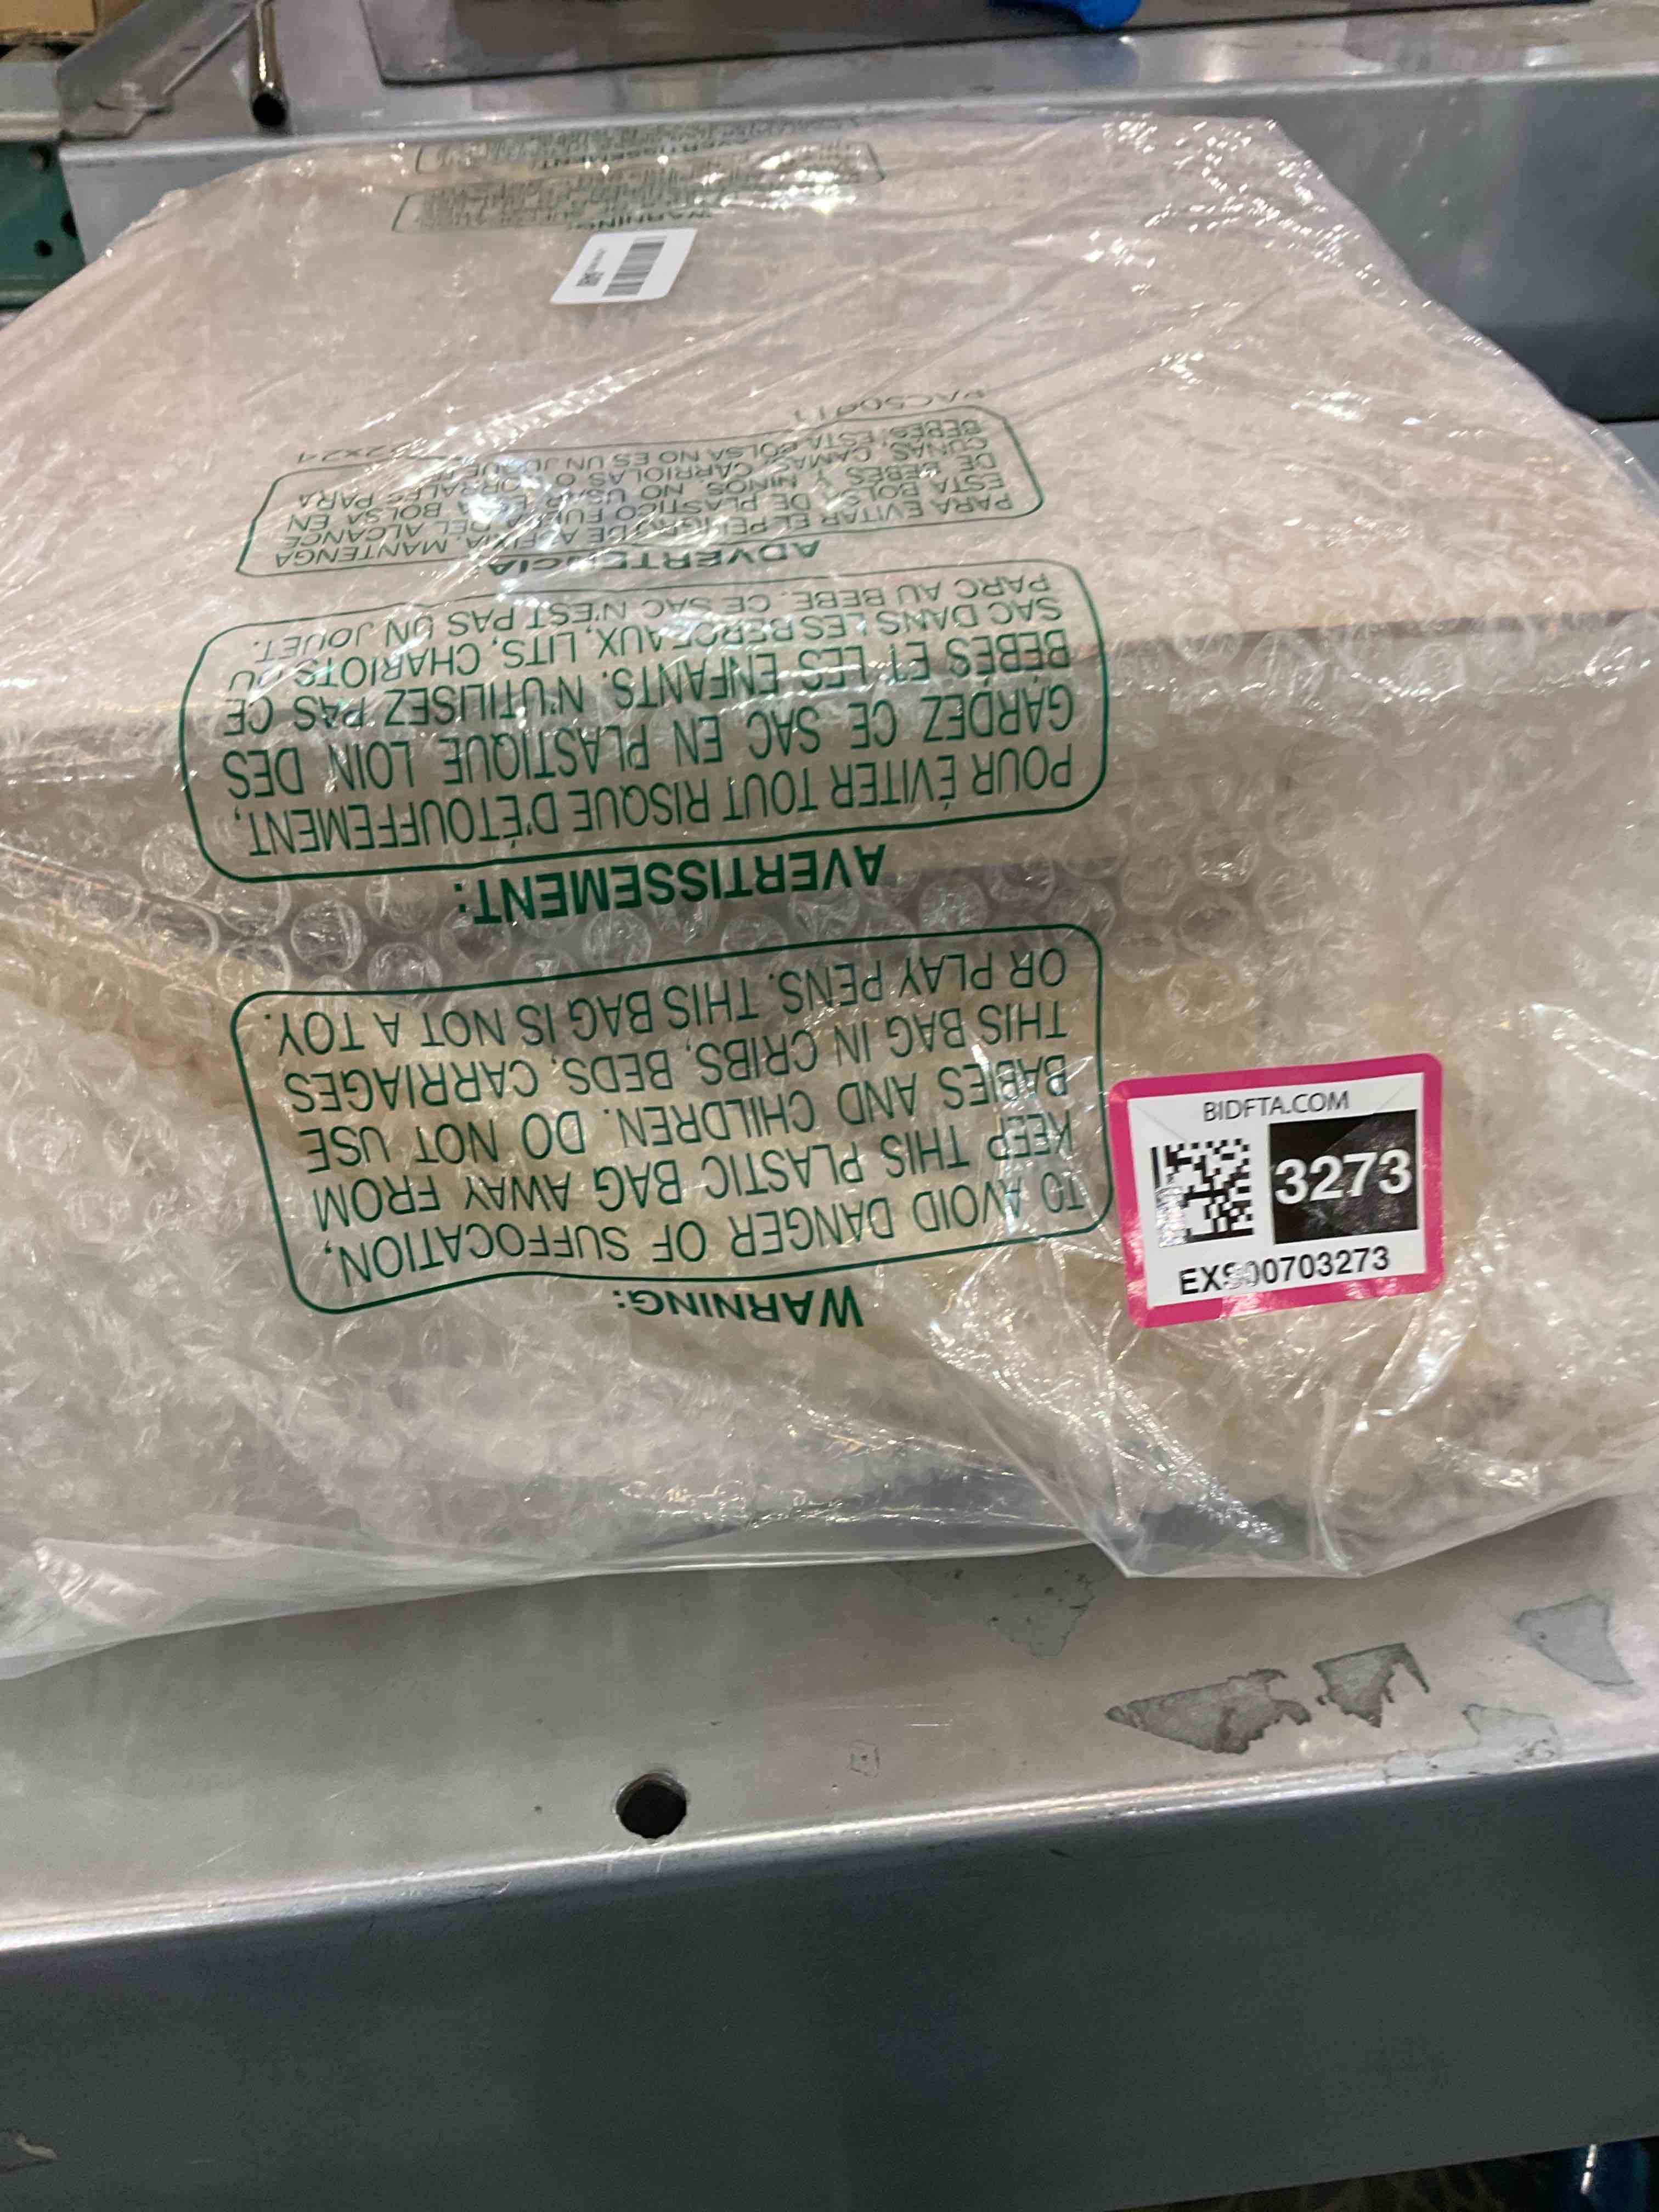 WARNING:
TO AVOID DANGER OF SUFFOCATION,
KEEP THIS PLASTIC BAG AWAY FROM
BABIES AND CHILDREN. DO NOT USE
THIS BAG IN CRIBS, BEDS, CARRIAGES
OR PLAY PENS. THIS BAG IS NOT A TOY.
AVERTISSEMENT:
POUR ÉVITER TOUT RISQUE D'ÉTOUFFEMENT,
GARDEZ CE SAC EN PLASTIQUE LOIN DES
BÉBÉS ET LES ENFANTS. N'UTILISEZ PAS CE
SAC DANS LES BERCEAUX, LITS, CHARIOTS OU
PARC AU BEBE. CE SAC N'EST PAS UN JOUET.
ADVERTENCIA
PARA EVITAR EL PELIGRO DE ASFIXIA, MANTENGA
ESTA BOLSA DE PLASTICO FUERA DEL ALCANCE
DE BEBES Y NINOS. NO USAR LA BOLSA EN
CUNAS, CAMAS, CARRIOLAS O CORRALES PARA
BEBES. ESTA BOLSA NO ES UN
WARNING:
AVERTISSEMENT:
BIDFTA.COM
3273
EXS00703273